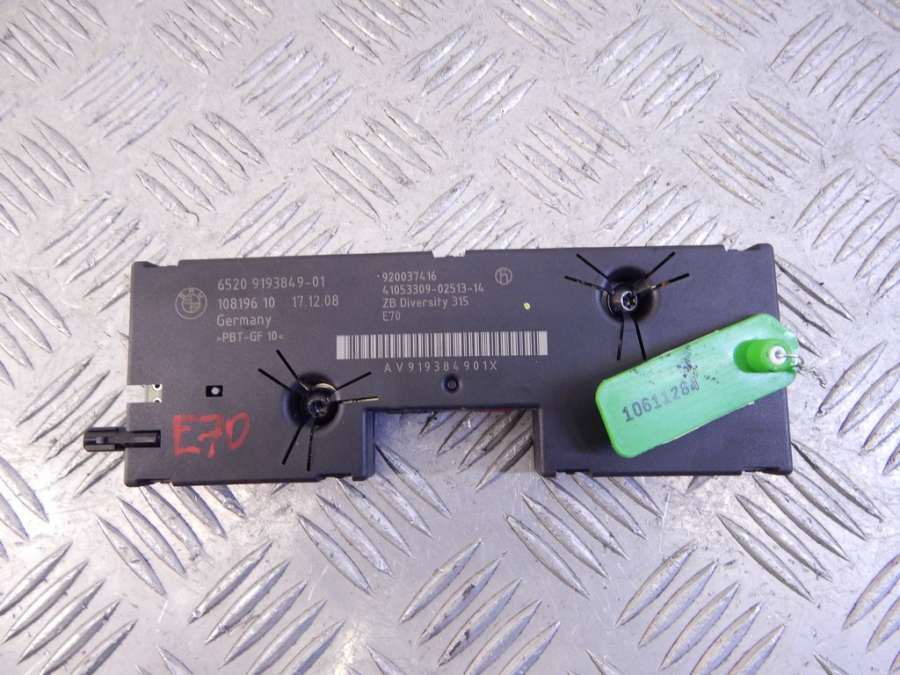 6520 9193849-01
108196 10 17.12.08
Germany
>PBT-GF 10<
920037416
41053309-02513-14
ZB Diversity 315
E70
h
AV919384901X
E70
10611264